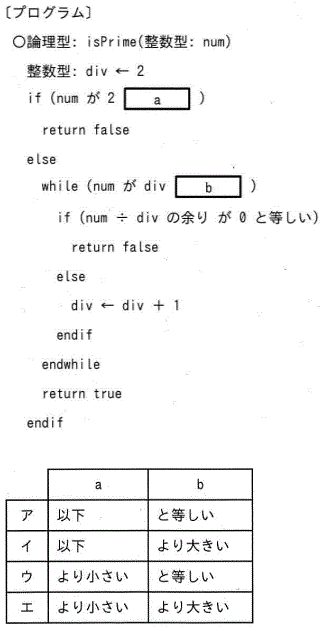 〔プログラム〕
〇論理型: isPrime(整数型: num)
整数型: div ← 2
if (num が 2 a )
return false
else
while (num が div b )
if (num ÷ div の余り が 0 と等しい)
return false
else
div ← div + 1
endif
endwhile
return true
endif
a b
ア 以下 と等しい
イ 以下 より大きい
ウ より小さい と等しい
エ より小さい より大きい